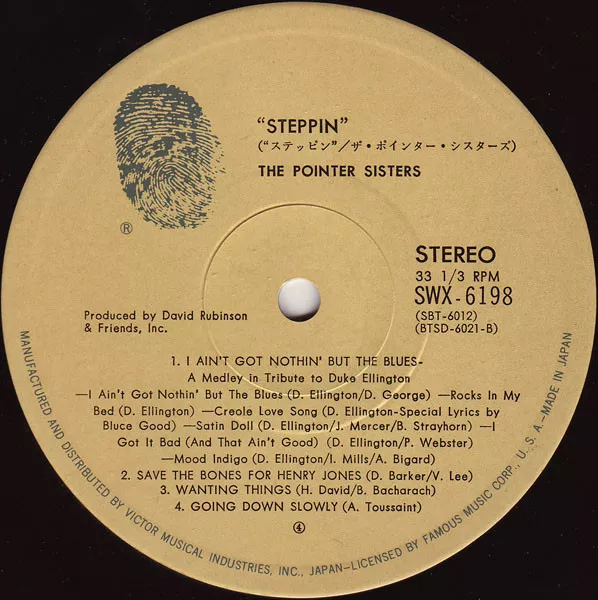 “STEPPIN”
(“ステッピン”/ザ・ポインター・シスターズ)
THE POINTER SISTERS
®
STEREO
33 1/3 RPM
SWX-6198
(SBT-6012)
(BTSD-6021-B)
Produced by David Rubinson
& Friends, Inc.
1. I AIN'T GOT NOTHIN' BUT THE BLUES-
A Medley in Tribute to Duke Ellington
—I Ain't Got Nothin' But The Blues (D. Ellington/D. George) —Rocks In My
Bed (D. Ellington) —Creole Love Song (D. Ellington-Special Lyrics by
Bluce Good) —Satin Doll (D. Ellington/J. Mercer/B. Strayhorn) —I
Got It Bad (And That Ain't Good) (D. Ellington/P. Webster)
—Mood Indigo (D. Ellington/I. Mills/A. Bigard)
2. SAVE THE BONES FOR HENRY JONES (D. Barker/V. Lee)
3. WANTING THINGS (H. David/B. Bacharach)
4. GOING DOWN SLOWLY (A. Toussaint)
④
MANUFACTURED AND DISTRIBUTED BY VICTOR MUSICAL INDUSTRIES, INC., JAPAN-LICENSED BY FAMOUS MUSIC CORP., U.S.A.-MADE IN JAPAN